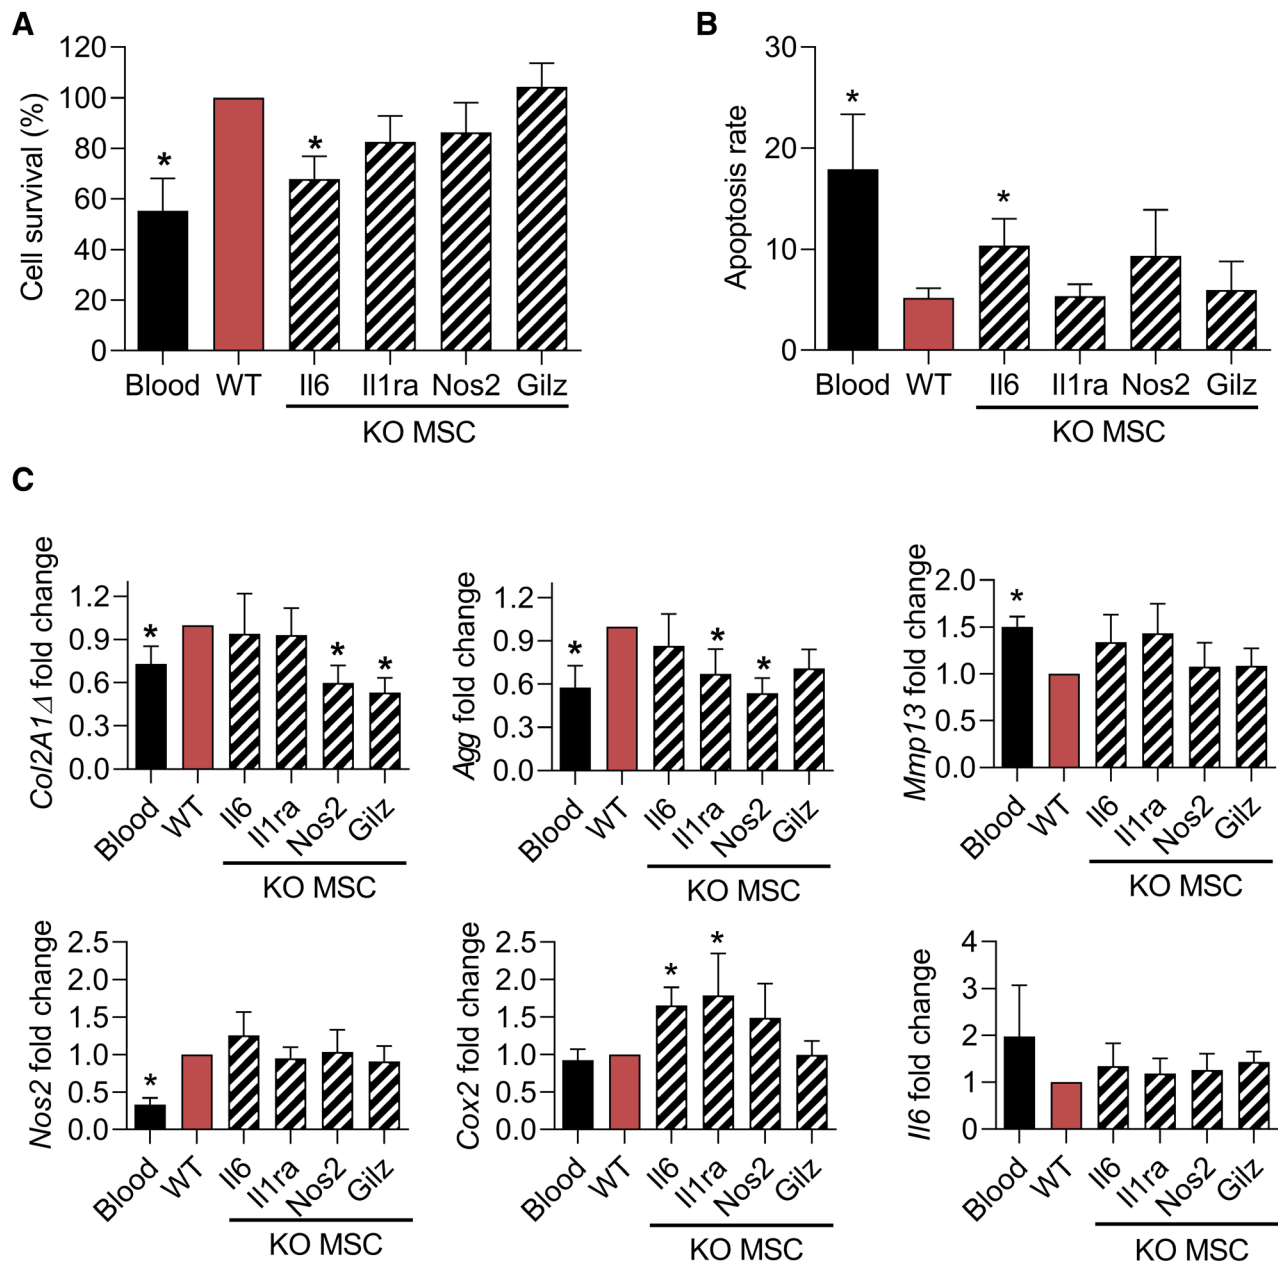 A
Cell survival (%)
120
100
80
60
40
20
0
* *
Blood WT Il6 Il1ra Nos2 Gilz
KO MSC
B
Apoptosis rate
30
20
10
0
* *
Blood WT Il6 Il1ra Nos2 Gilz
KO MSC
C
Col2A1Δ fold change
1.2
0.9
0.6
0.3
0.0
* * *
Blood WT Il6 Il1ra Nos2 Gilz
KO MSC
Agg fold change
1.2
0.9
0.6
0.3
0.0
* * *
Blood WT Il6 Il1ra Nos2 Gilz
KO MSC
Mmp13 fold change
2.0
1.5
1.0
0.5
0.0
*
Blood WT Il6 Il1ra Nos2 Gilz
KO MSC
Nos2 fold change
2.5
2.0
1.5
1.0
0.5
0.0
*
Blood WT Il6 Il1ra Nos2 Gilz
KO MSC
Cox2 fold change
2.5
2.0
1.5
1.0
0.5
0.0
* *
Blood WT Il6 Il1ra Nos2 Gilz
KO MSC
Il6 fold change
4
3
2
1
0
Blood WT Il6 Il1ra Nos2 Gilz
KO MSC